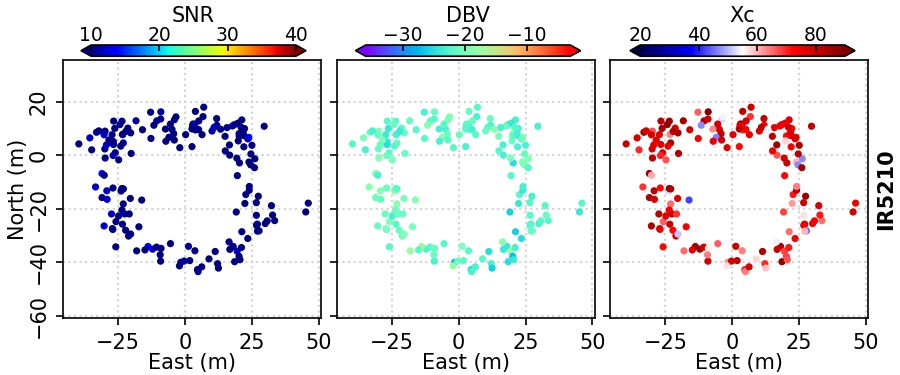 SNR DBV Xc
10 20 30 40 −30 −20 −10 20 40 60 80
20
0
−20
−40
−60
North (m)
IR5210
−25 0 25 50 −25 0 25 50 −25 0 25 50
East (m) East (m) East (m)